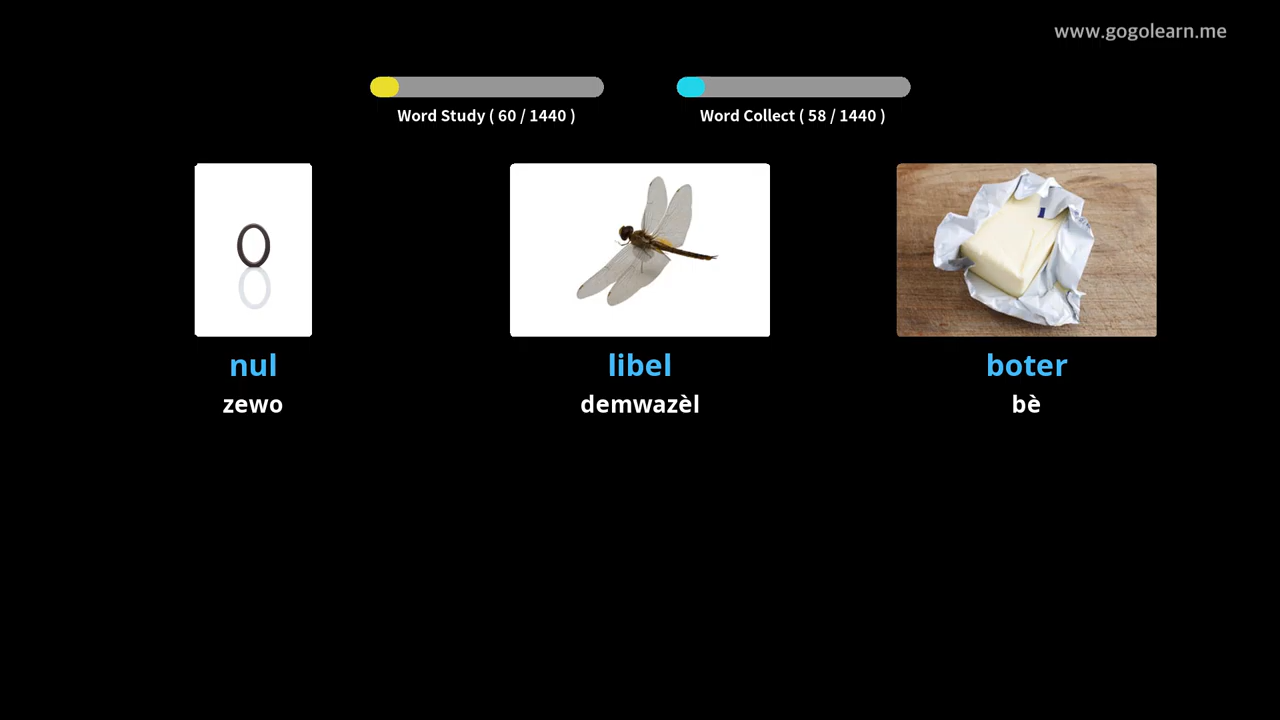 www.gogolearn.me
Word Study ( 60 / 1440 )
Word Collect ( 58 / 1440 )
nul
zewo
libel
demwazèl
boter
bè